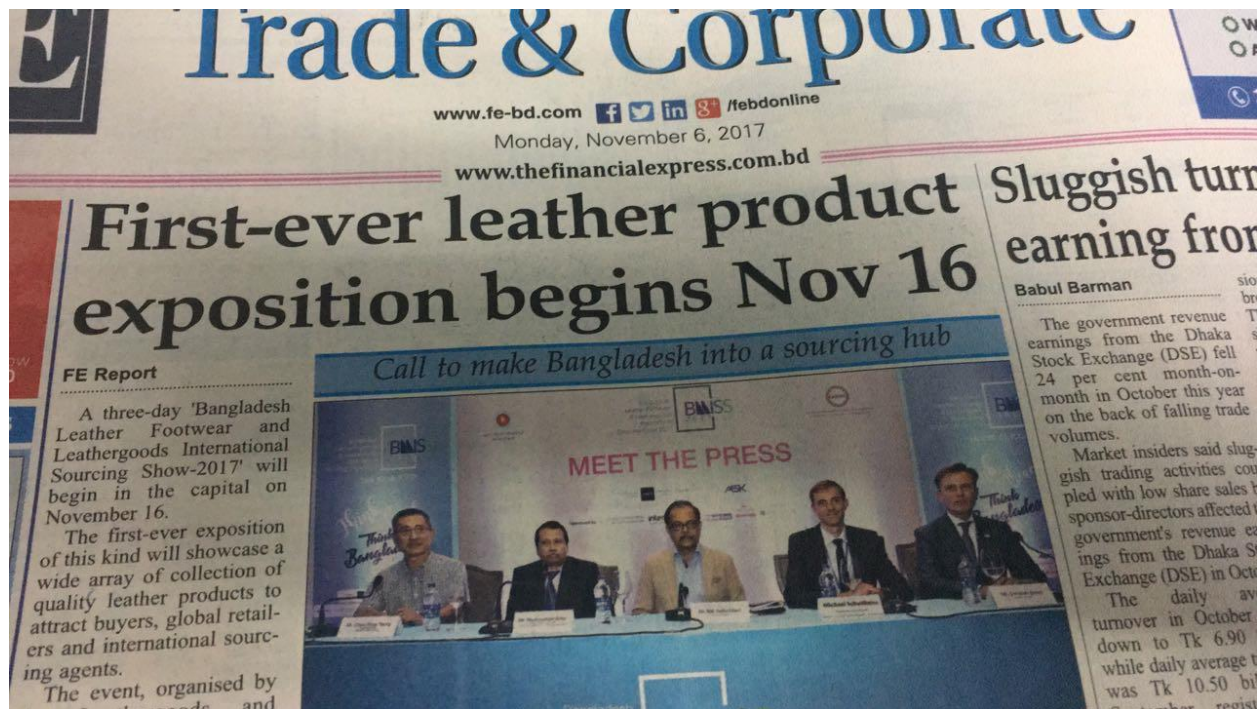 E
Trade & Corporate
www.fe-bd.com /febdonline
Monday, November 6, 2017
www.thefinancialexpress.com.bd
First-ever leather product
exposition begins Nov 16
FE Report
A three-day 'Bangladesh
Leather Footwear and
Leathergoods International
Sourcing Show-2017' will
begin in the capital on
November 16.
The first-ever exposition
of this kind will showcase a
wide array of collection of
quality leather products to
attract buyers, global retail-
ers and international sourc-
ing agents.
The event, organised by
and
Call to make Bangladesh into a sourcing hub
MEET THE PRESS
Think
Bangladesh
Think
Bangladesh
Sluggish turn
earning fro
Babul Barman
The government revenue
earnings from the Dhaka
Stock Exchange (DSE) fell
24 per cent month-on-
month in October this year
on the back of falling trade
volumes.
Market insiders said slug-
gish trading activities cou
pled with low share sales b
sponsor-directors affected t
government's revenue ea
ings from the Dhaka S
Exchange (DSE) in Octo
The daily av
turnover in October
down to Tk 6.90
while daily average t
was Tk 10.50 bi